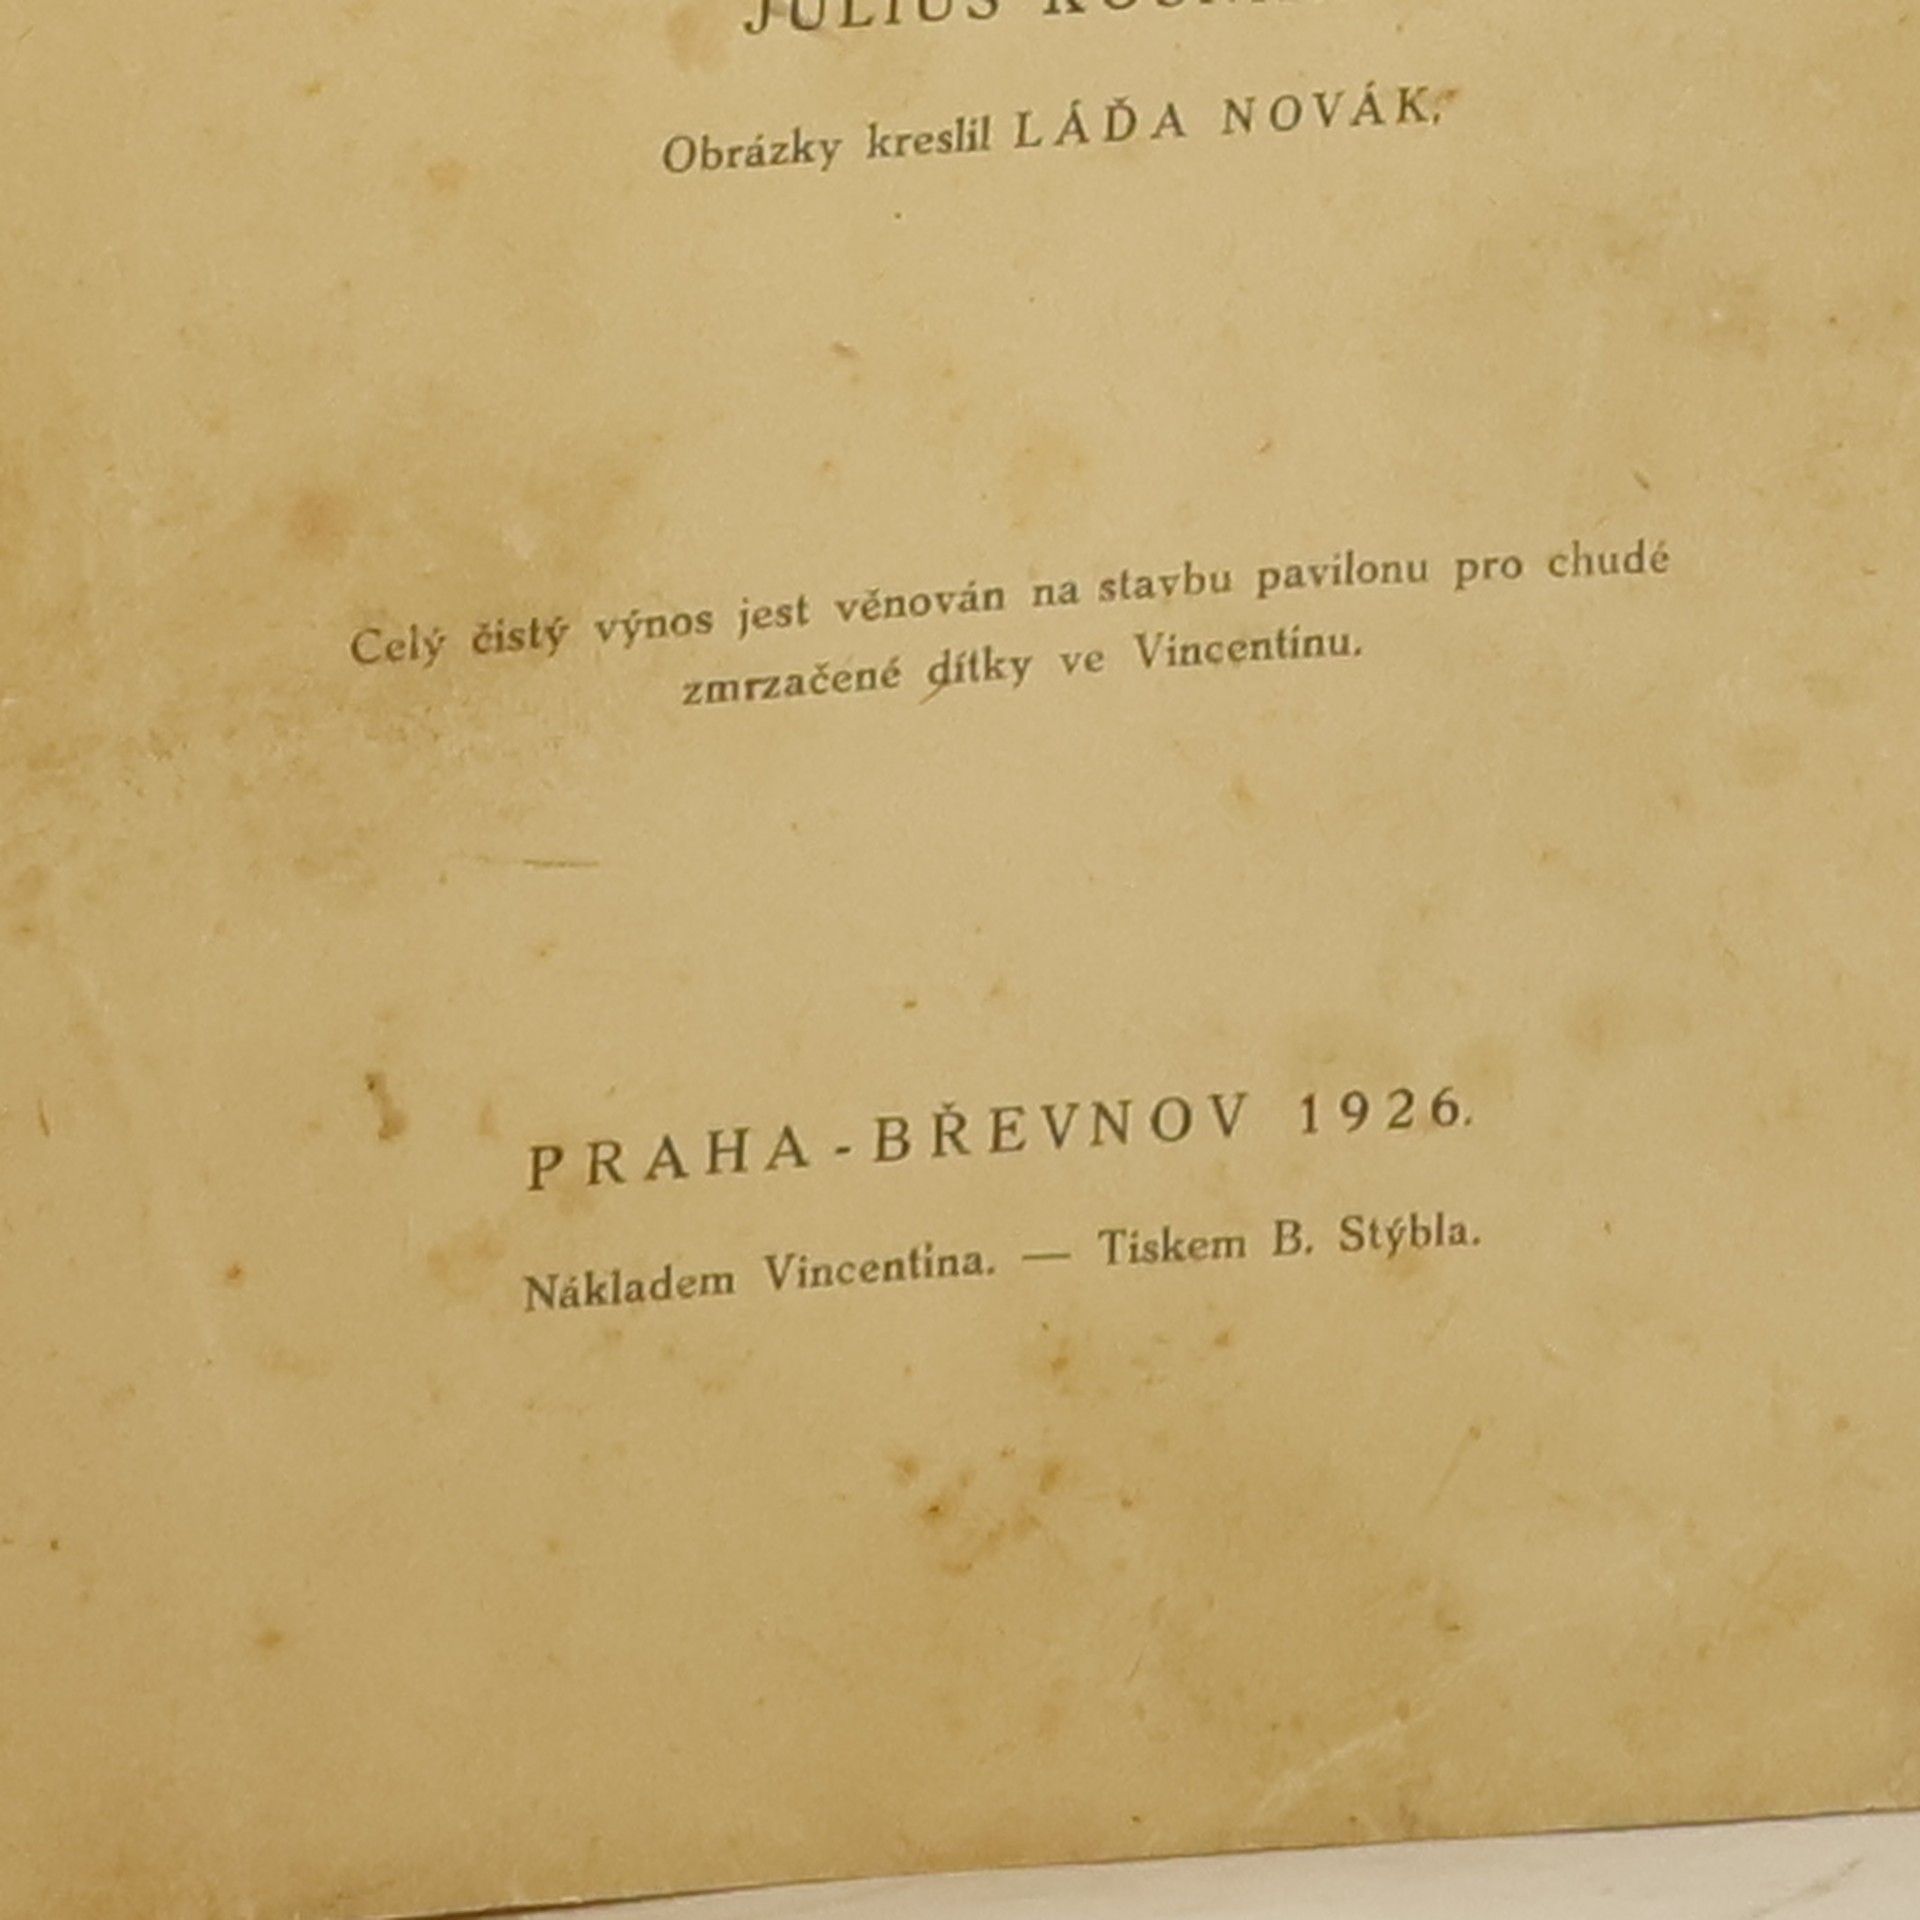 JULIUS
Obrázky kreslil LÁĎA NOVÁK.
Celý čistý výnos jest věnován na stavbu pavilonu pro chudé
zmrzačené dítky ve Vincentinu.
PRAHA-BŘEVNOV 1926.
Nákladem Vincentina. — Tiskem B. Stýbla.